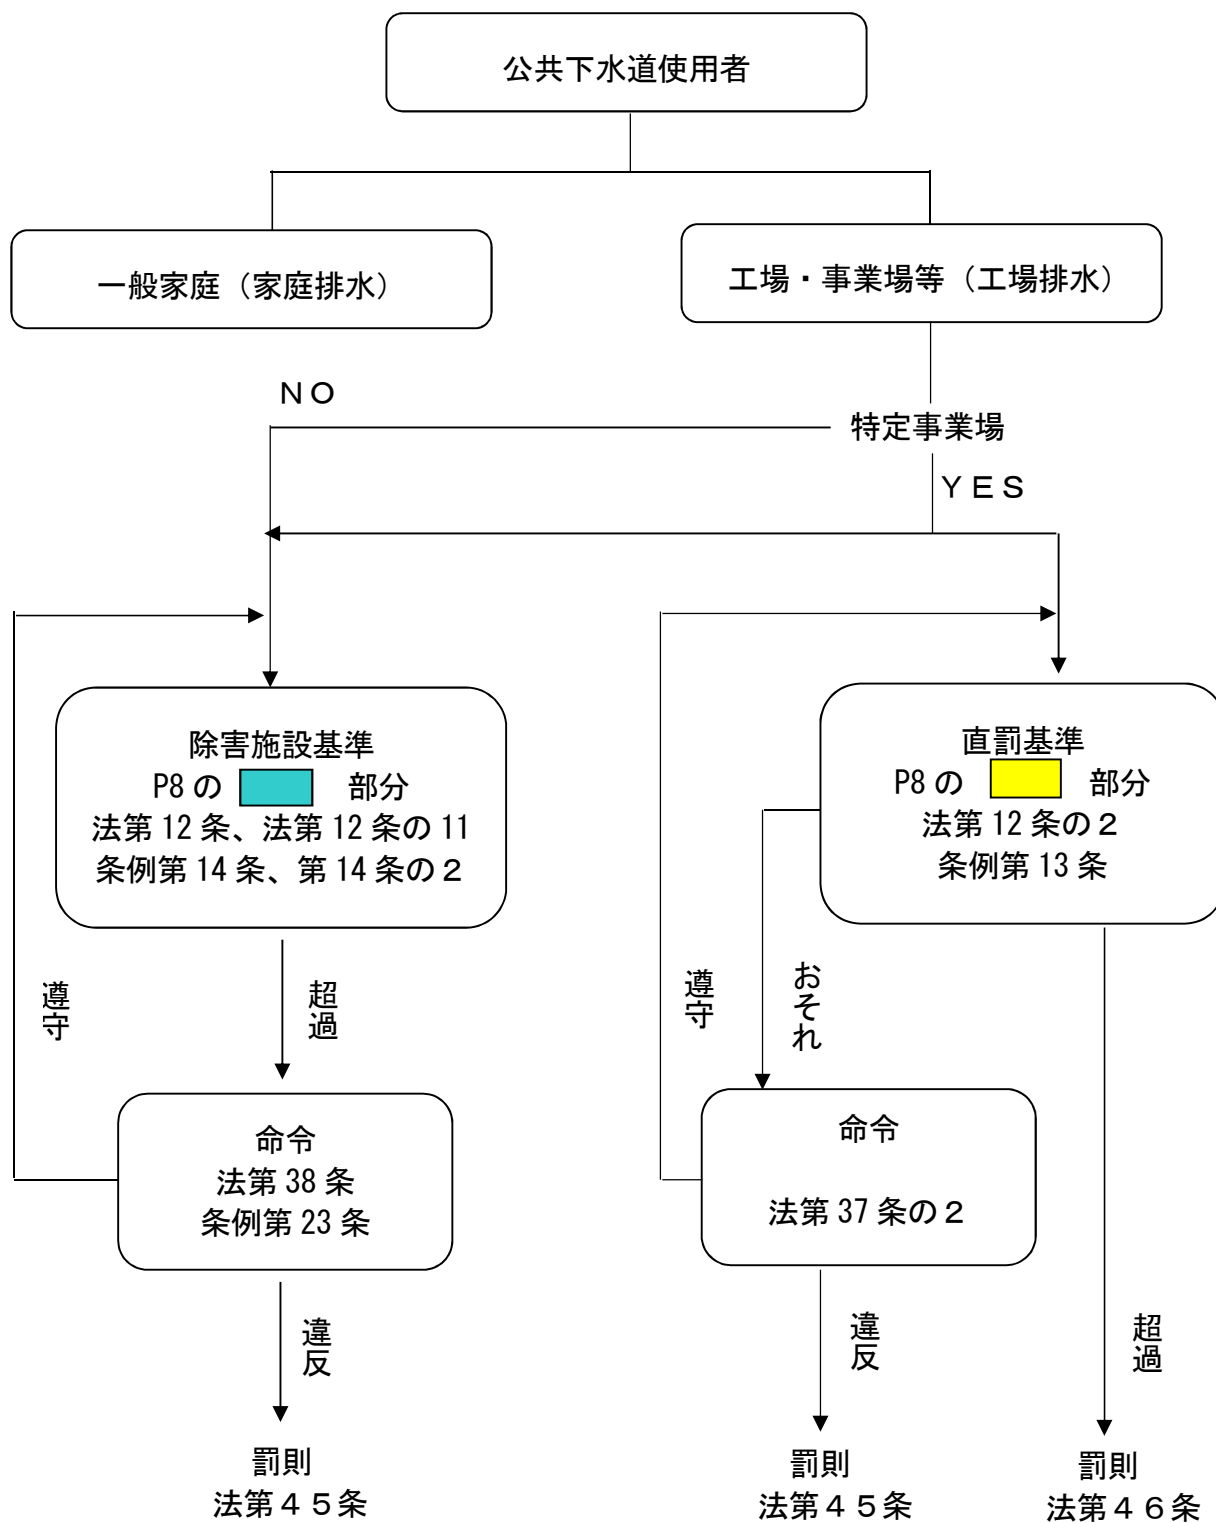 公共下水道使用者
一般家庭（家庭排水）
工場・事業場等（工場排水）
ＮＯ
特定事業場
ＹＥＳ
除害施設基準
P8 の 部分
法第 12 条、法第 12 条の 11
条例第 14 条、第 14 条の２
直罰基準
P8 の 部分
法第 12 条の２
条例第 13 条
遵守
超過
遵守
おそれ
命令
法第 38 条
条例第 23 条
命令
法第 37 条の２
違反
違反
超過
罰則
法第４５条
罰則
法第４５条
罰則
法第４６条